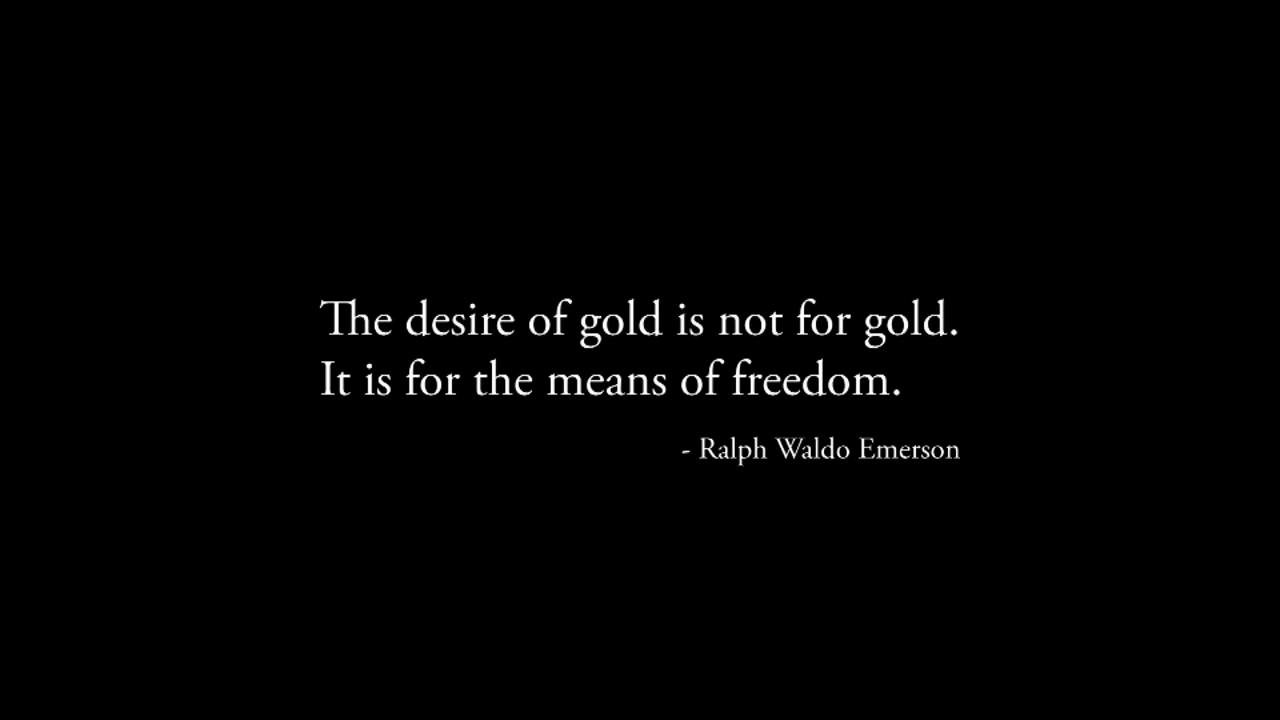 The desire of gold is not for gold.
It is for the means of freedom.
- Ralph Waldo Emerson